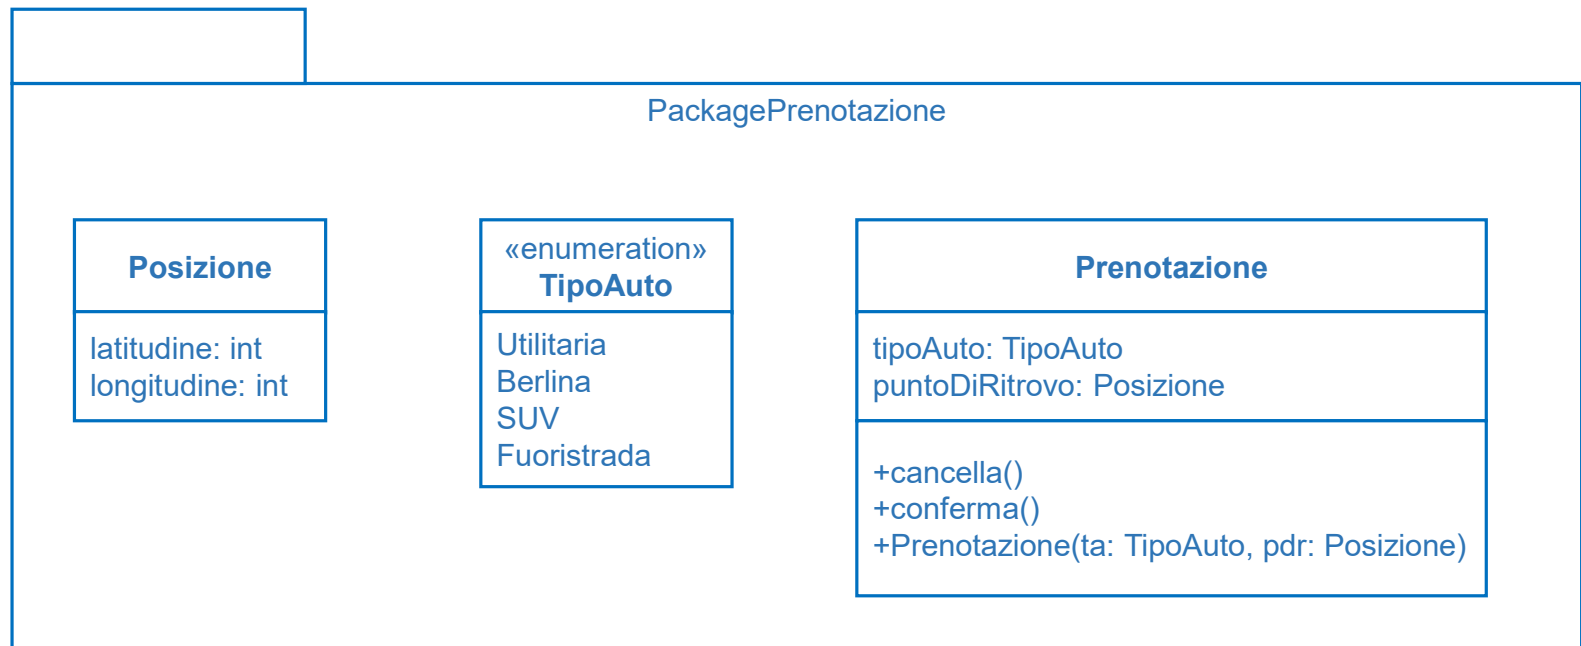 PackagePrenotazione
Posizione
latitudine: int
longitudine: int
«enumeration»
TipoAuto
Utilitaria
Berlina
SUV
Fuoristrada
Prenotazione
tipoAuto: TipoAuto
puntoDiRitrovo: Posizione
+cancella()
+conferma()
+Prenotazione(ta: TipoAuto, pdr: Posizione)